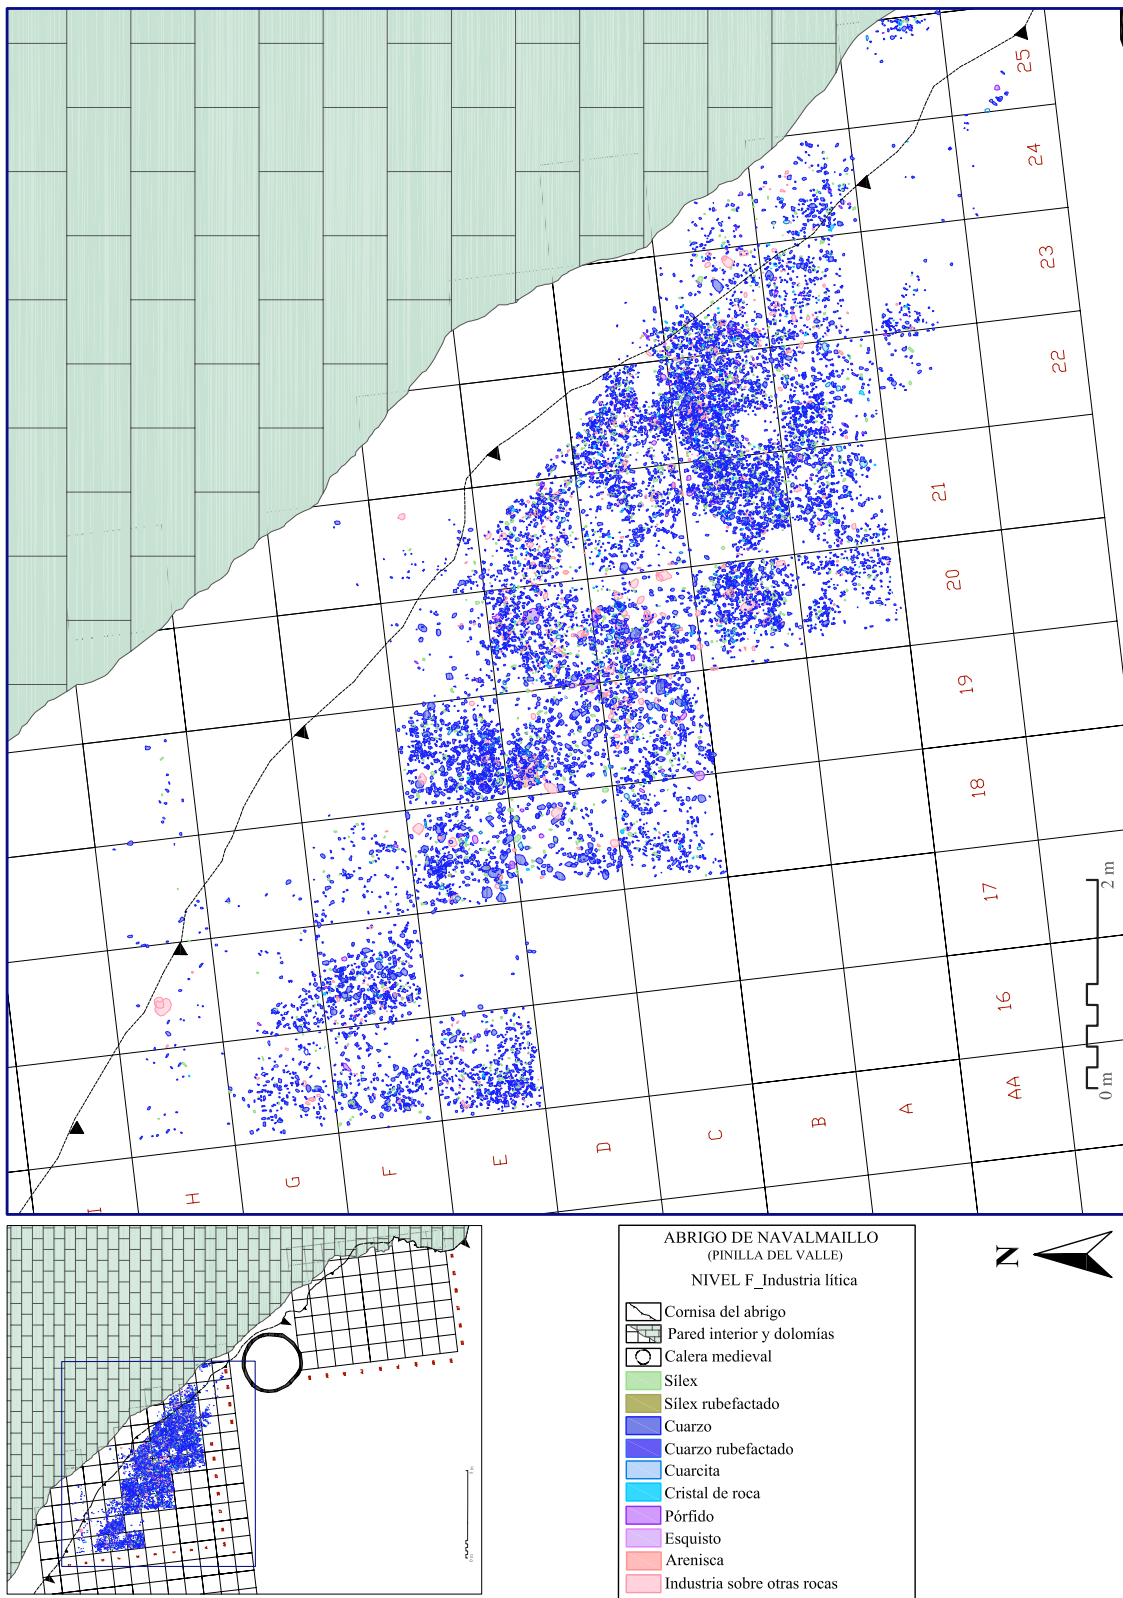 25
24
23
22
21
20
19
18
17
16
AA
A
B
C
D
E
F
G
H
I
2 m
0 m
N
ABRIGO DE NAVALMAILLO
(PINILLA DEL VALLE)
NIVEL F_Industria lítica
Cornisa del abrigo
Pared interior y dolomías
Calera medieval
Sílex
Sílex rubefactado
Cuarzo
Cuarzo rubefactado
Cuarcita
Cristal de roca
Pórfido
Esquisto
Arenisca
Industria sobre otras rocas